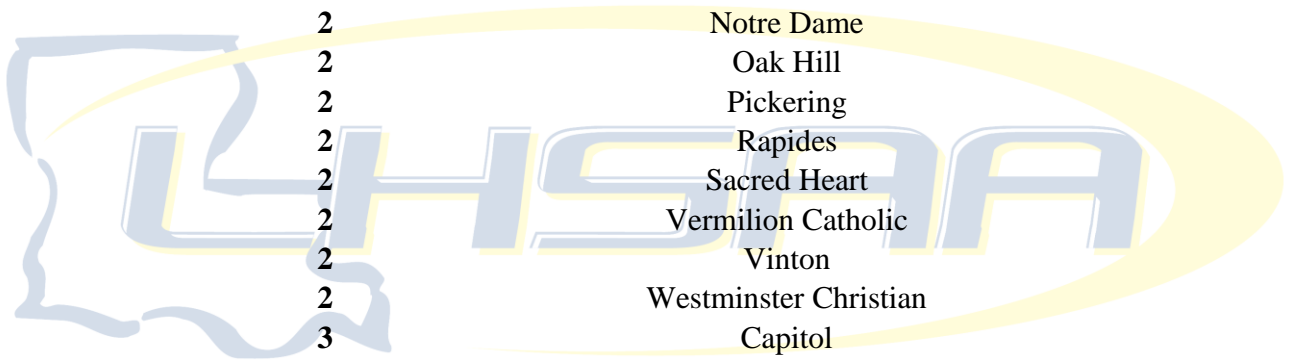 2 Notre Dame
2 Oak Hill
2 Pickering
2 Rapides
2 Sacred Heart
2 Vermilion Catholic
2 Vinton
2 Westminster Christian
3 Capitol
LHSAA